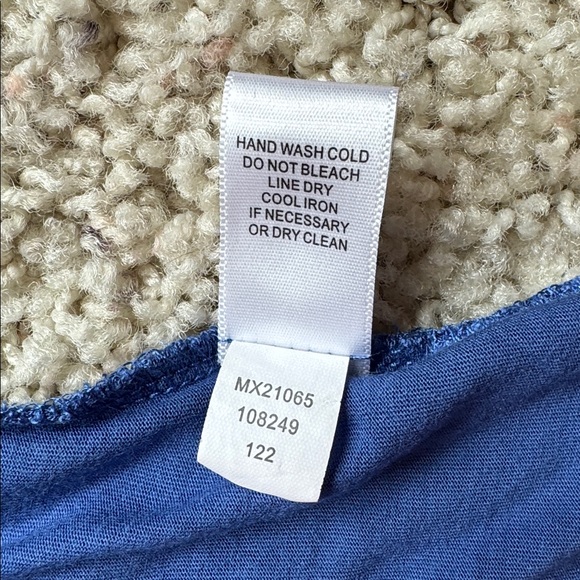 HAND WASH COLD
DO NOT BLEACH
LINE DRY
COOL IRON
IF NECESSARY
OR DRY CLEAN
MX21065
108249
122